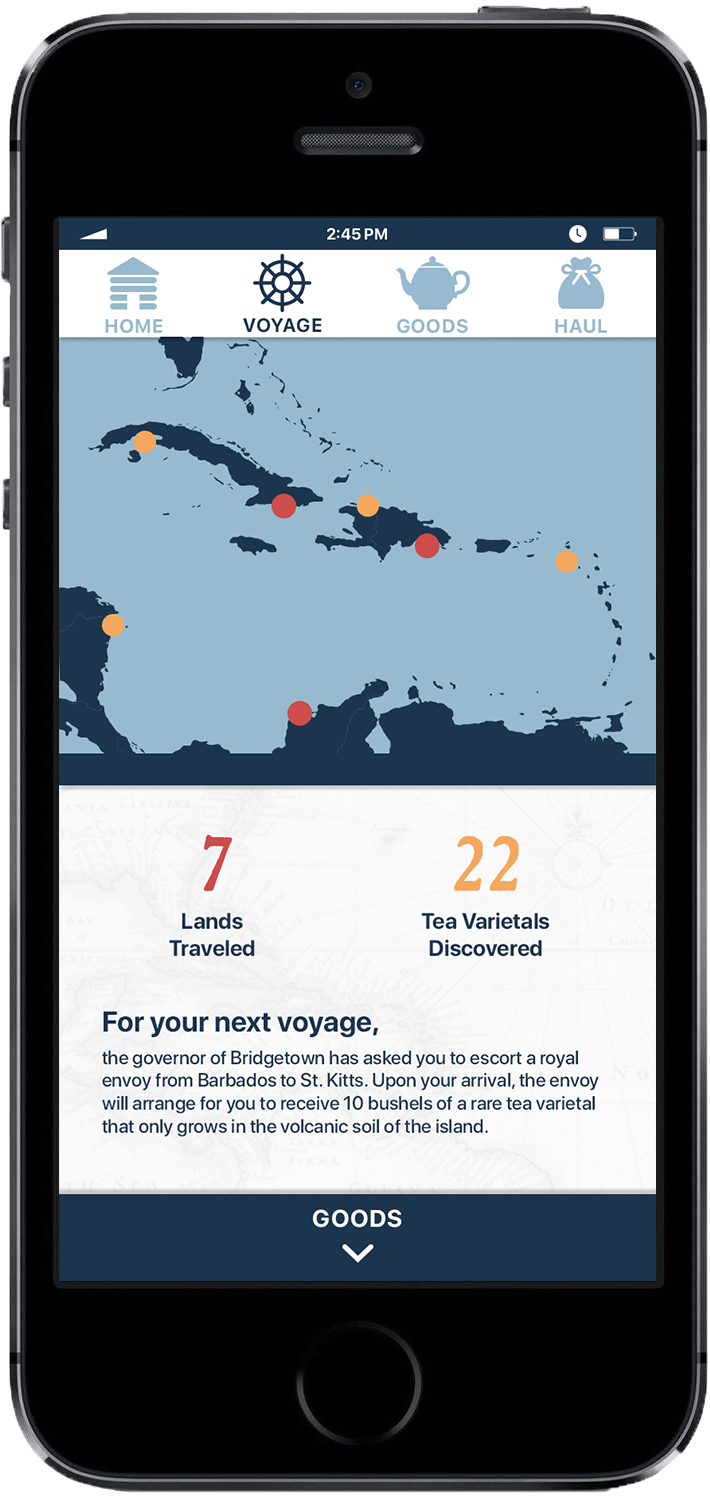 2:45 PM
HOME VOYAGE GOODS HAUL
7 22
Lands Tea Varietals
Traveled Discovered
For your next voyage,
the governor of Bridgetown has asked you to escort a royal
envoy from Barbados to St. Kitts. Upon your arrival, the envoy
will arrange for you to receive 10 bushels of a rare tea varietal
that only grows in the volcanic soil of the island.
GOODS